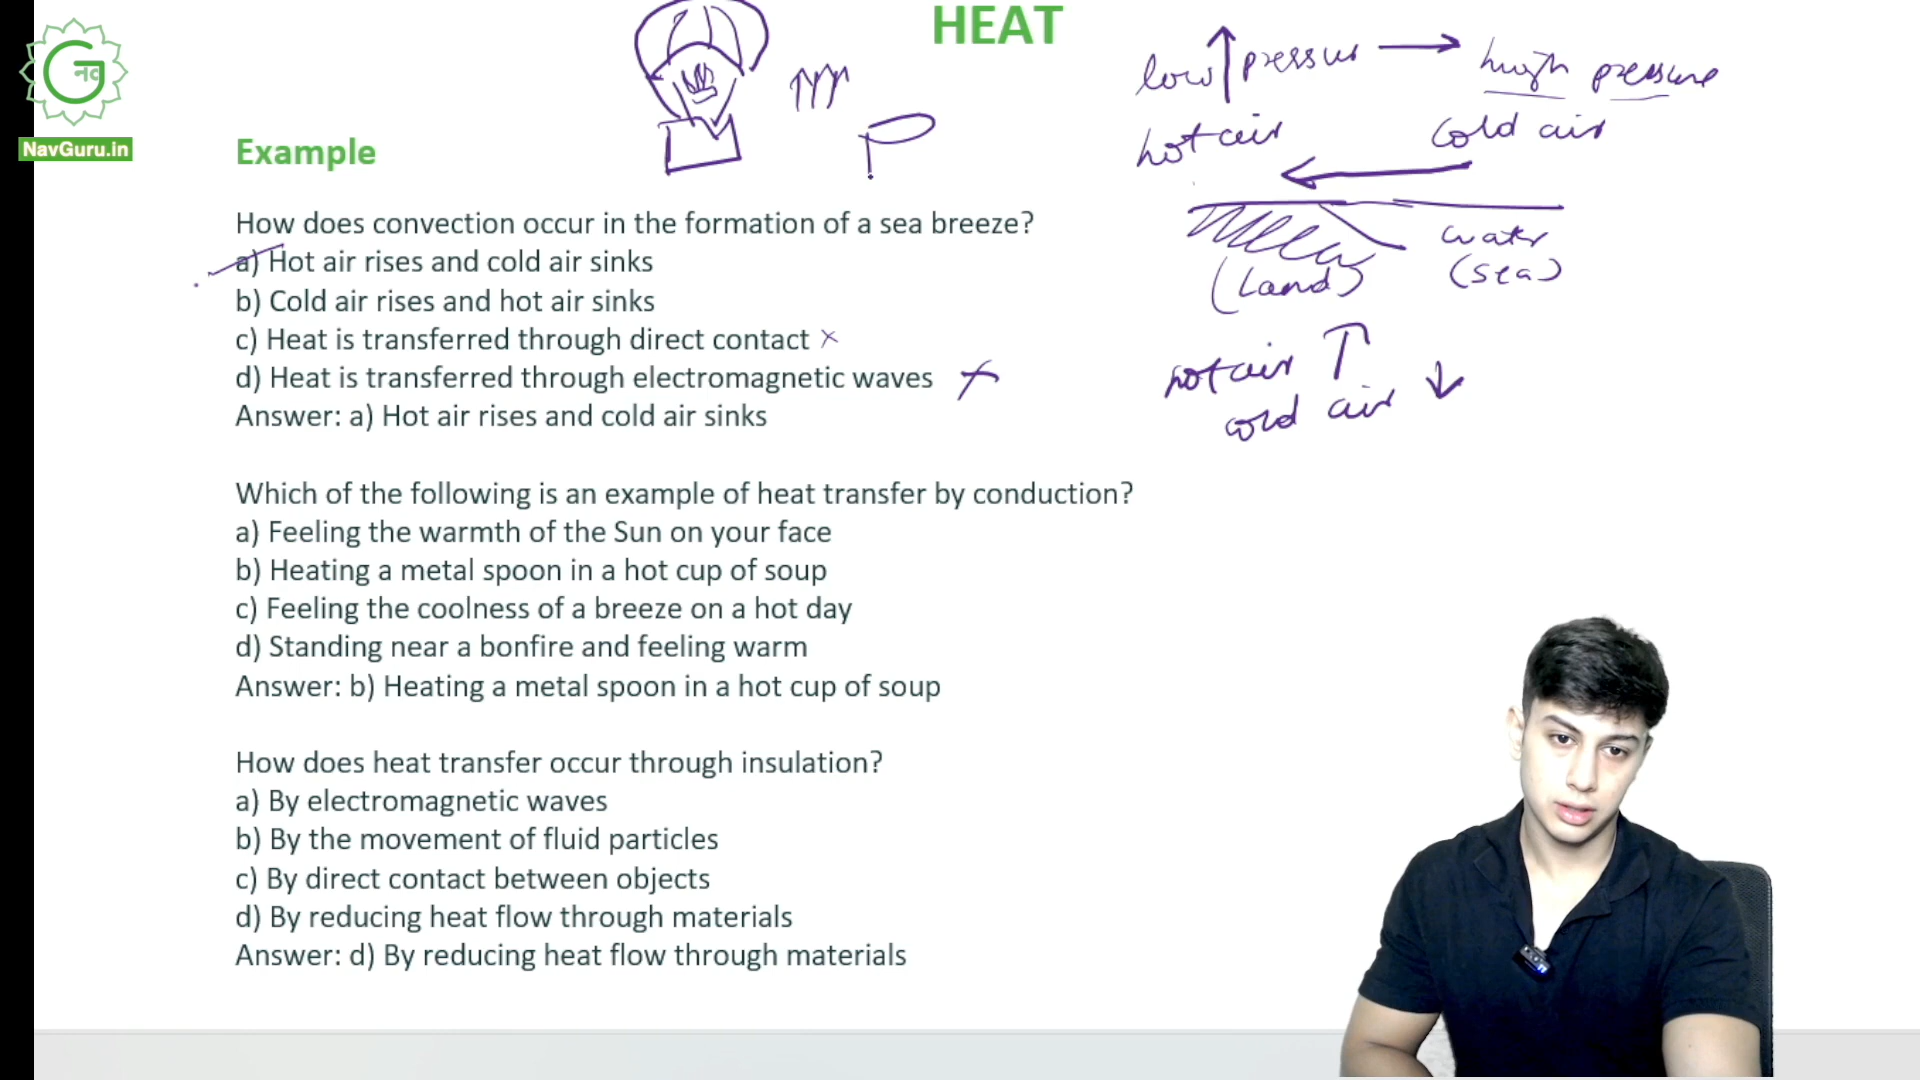 HEAT
नव
NavGuru.in
low pressur → high pressure
hot air cold air
Example
How does convection occur in the formation of a sea breeze?
a) Hot air rises and cold air sinks
b) Cold air rises and hot air sinks
c) Heat is transferred through direct contact
d) Heat is transferred through electromagnetic waves
Answer: a) Hot air rises and cold air sinks
water
(sea)
(Land)
hot air ↑
cold air ↓
Which of the following is an example of heat transfer by conduction?
a) Feeling the warmth of the Sun on your face
b) Heating a metal spoon in a hot cup of soup
c) Feeling the coolness of a breeze on a hot day
d) Standing near a bonfire and feeling warm
Answer: b) Heating a metal spoon in a hot cup of soup
How does heat transfer occur through insulation?
a) By electromagnetic waves
b) By the movement of fluid particles
c) By direct contact between objects
d) By reducing heat flow through materials
Answer: d) By reducing heat flow through materials